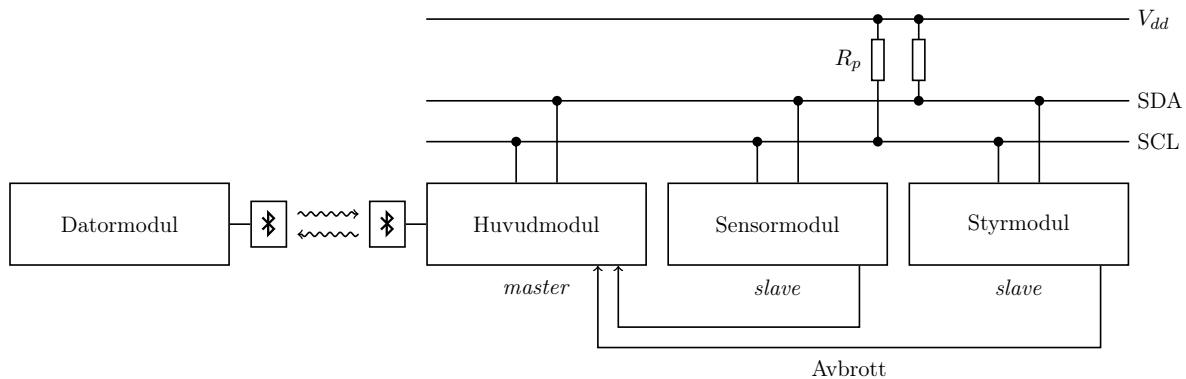 V_dd
R_p
SDA
SCL
Datormodul
Huvudmodul
Sensormodul
Styrmodul
master
slave
slave
Avbrott